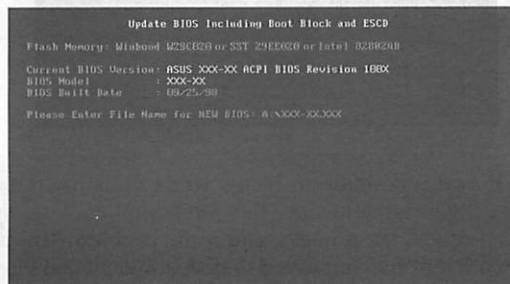 Update BIOS Including Boot Block and ESCD
Flash Memory: Winbond W29C020 or SST 29EE020 or Intel 82802AB
Current BIOS Version: ASUS XXX-XX ACPI BIOS Revision 100X
BIOS Model : XXX-XX
BIOS Built Date : 09/25/98
Please Enter File Name for NEW BIOS: A:\XXX-XX.XXX